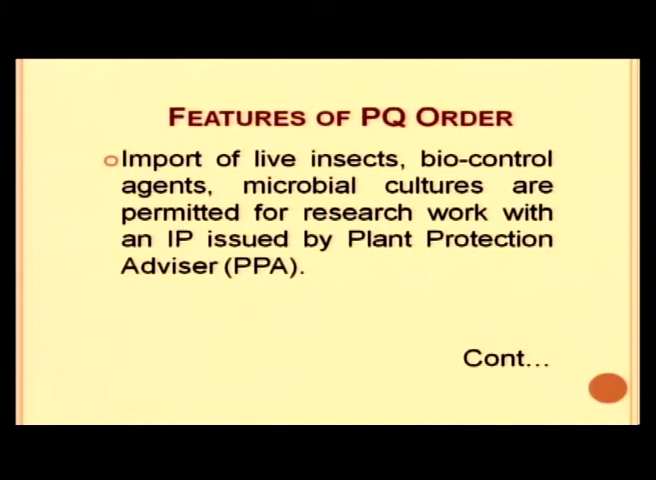 FEATURES OF PQ ORDER
Import of live insects, bio-control
agents, microbial cultures are
permitted for research work with
an IP issued by Plant Protection
Adviser (PPA).
Cont...